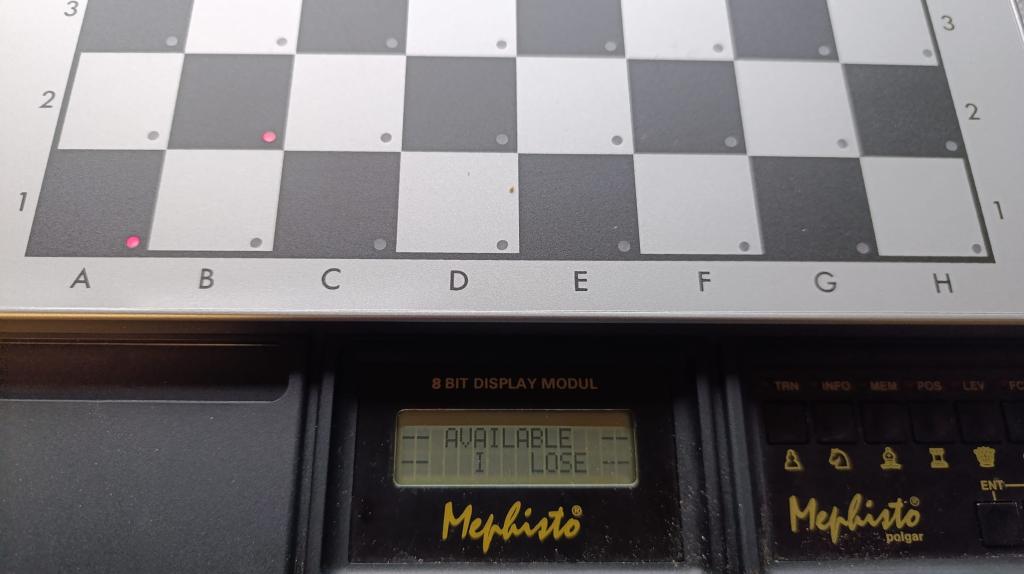 3 3
2 2
1 1
A B C D E F G H
8 BIT DISPLAY MODUL
-- AVAILABLE --
-- I LOSE --
Mephisto®
TRN INFO MEM POS LEV
ENT
Mephisto®
polgar